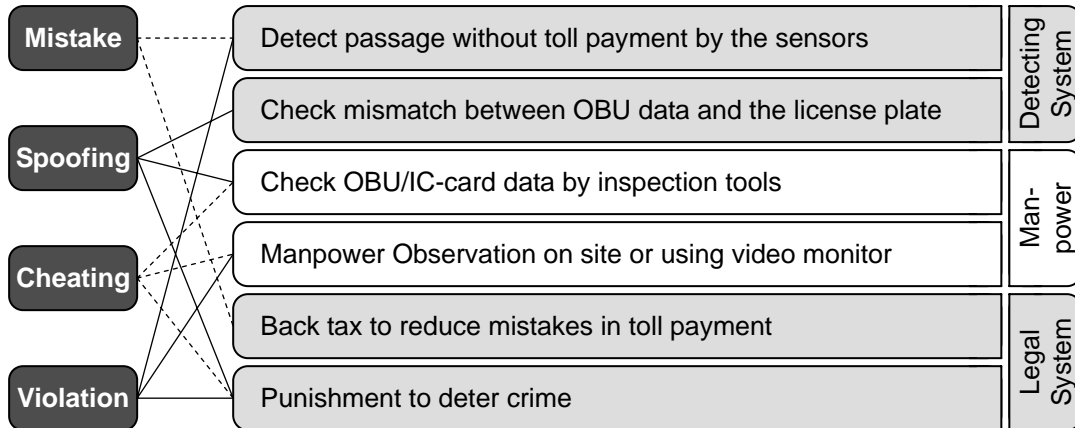 Mistake
Spoofing
Cheating
Violation
Detect passage without toll payment by the sensors
Check mismatch between OBU data and the license plate
Check OBU/IC-card data by inspection tools
Manpower Observation on site or using video monitor
Back tax to reduce mistakes in toll payment
Punishment to deter crime
Detecting
System
Man-
power
Legal
System